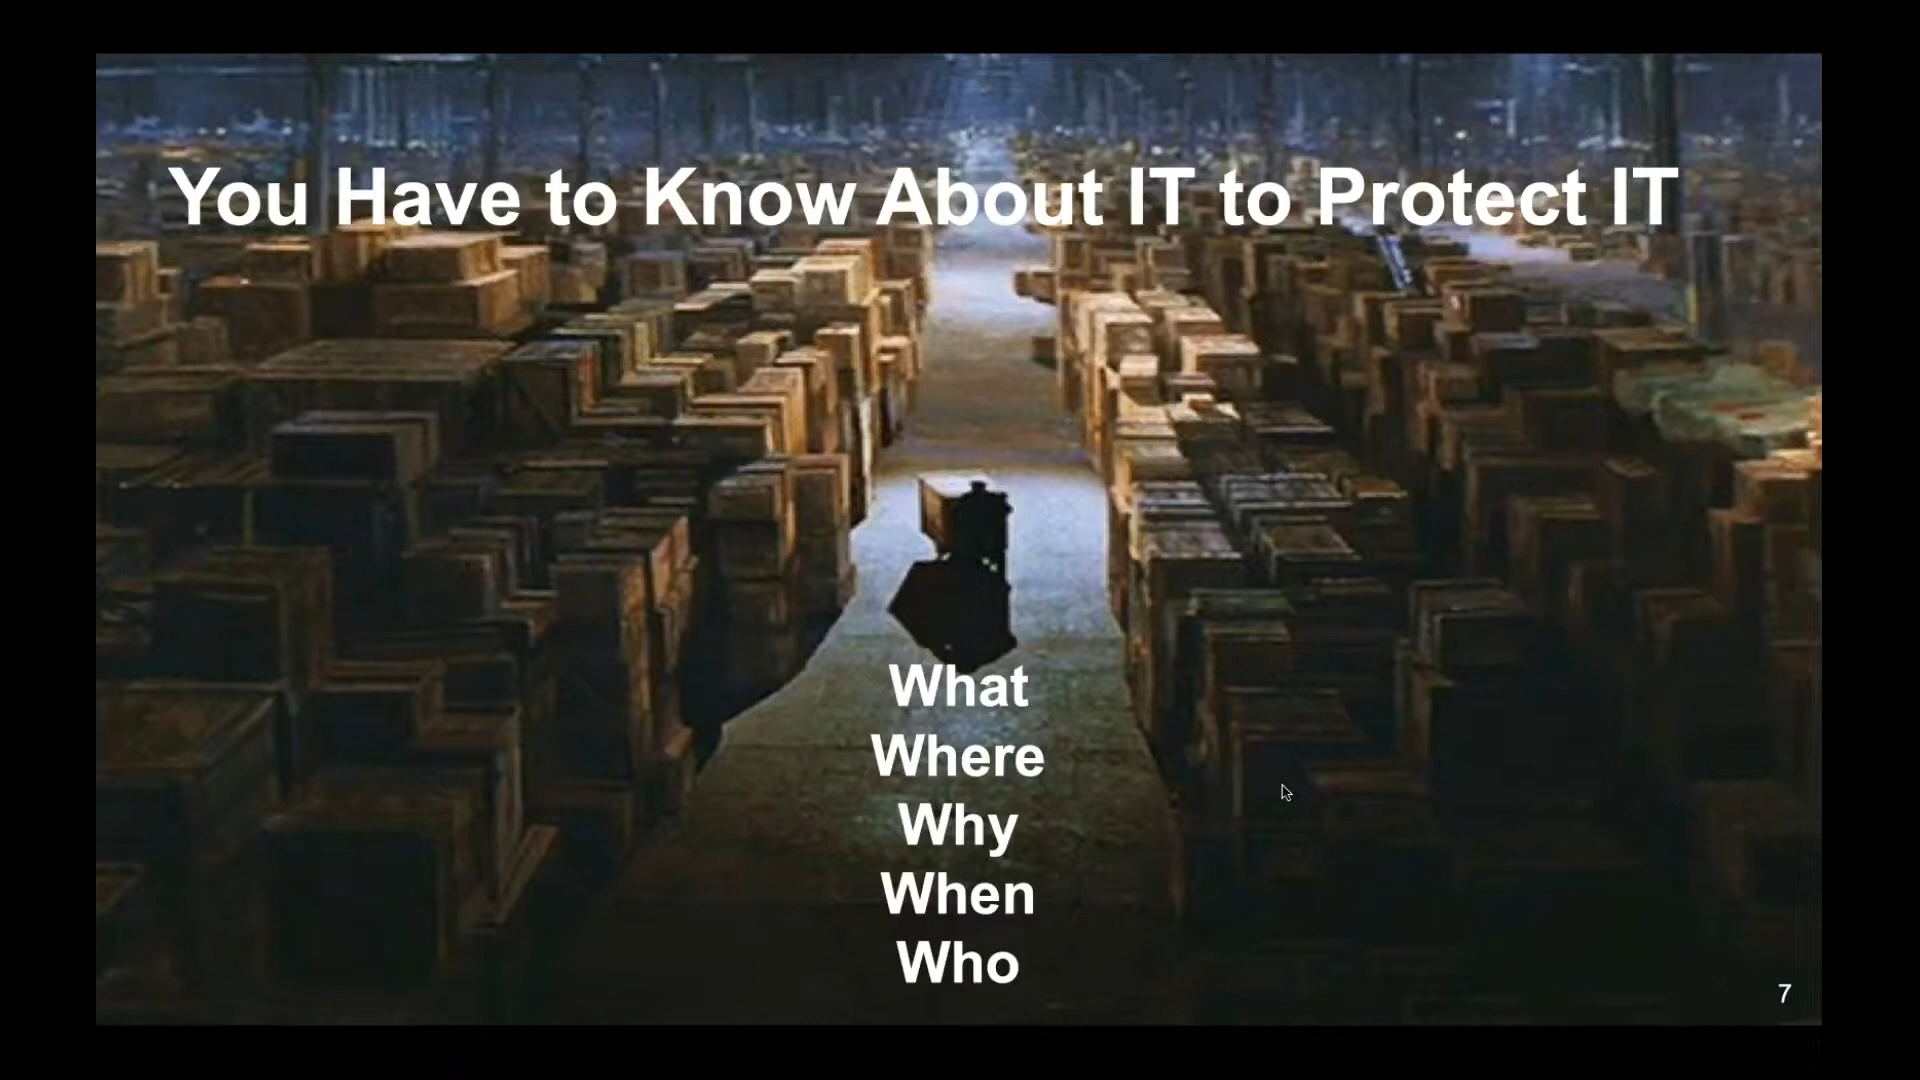 You Have to Know About IT to Protect IT
What
Where
Why
When
Who
7